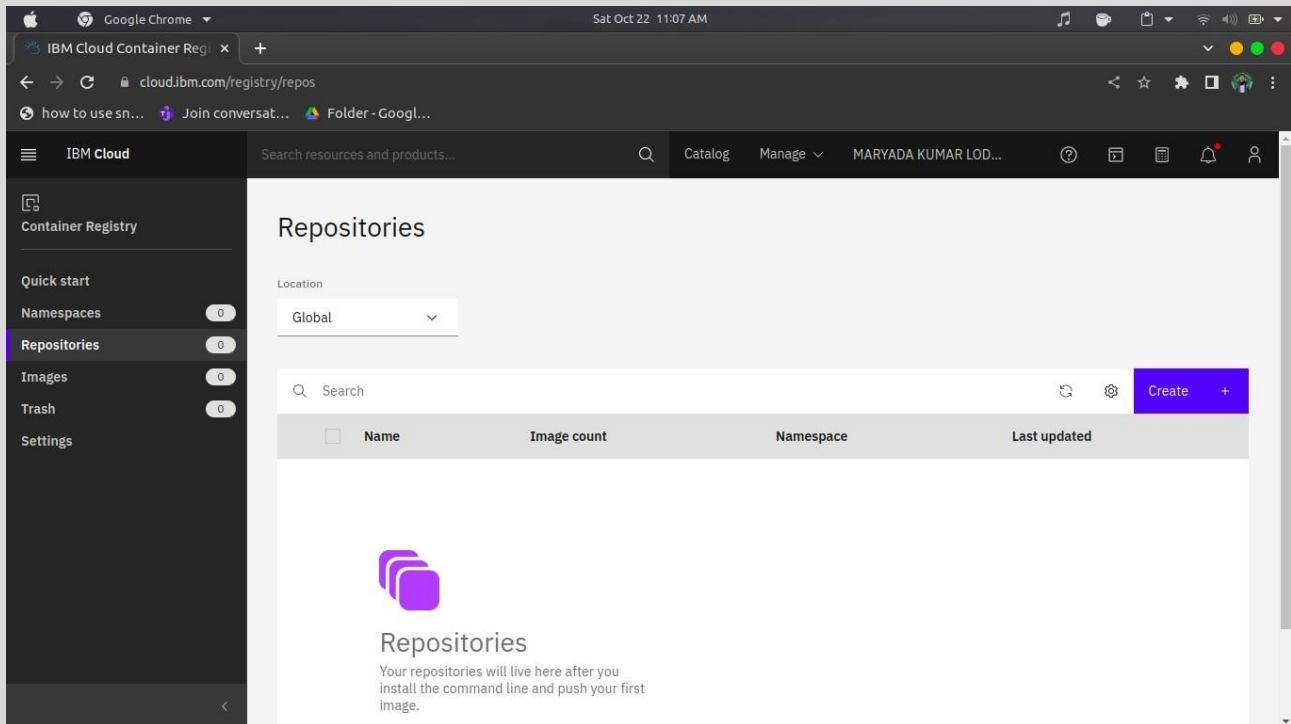 Google Chrome
Sat Oct 22 11:07 AM
IBM Cloud Container Regi
cloud.ibm.com/registry/repos
how to use sn...
Join conversat...
Folder - Googl...
IBM Cloud
Search resources and products...
Catalog
Manage
MARYADA KUMAR LOD...
Container Registry
Quick start
Namespaces 0
Repositories 0
Images 0
Trash 0
Settings
Repositories
Location
Global
Search
Create +
Name Image count Namespace Last updated
Repositories
Your repositories will live here after you
install the command line and push your first
image.